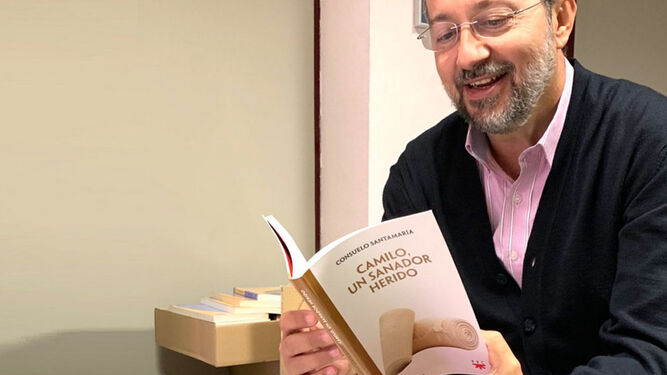 CONSUELO SANTAMARÍA
CAMILO,
UN SANADOR
HERIDO